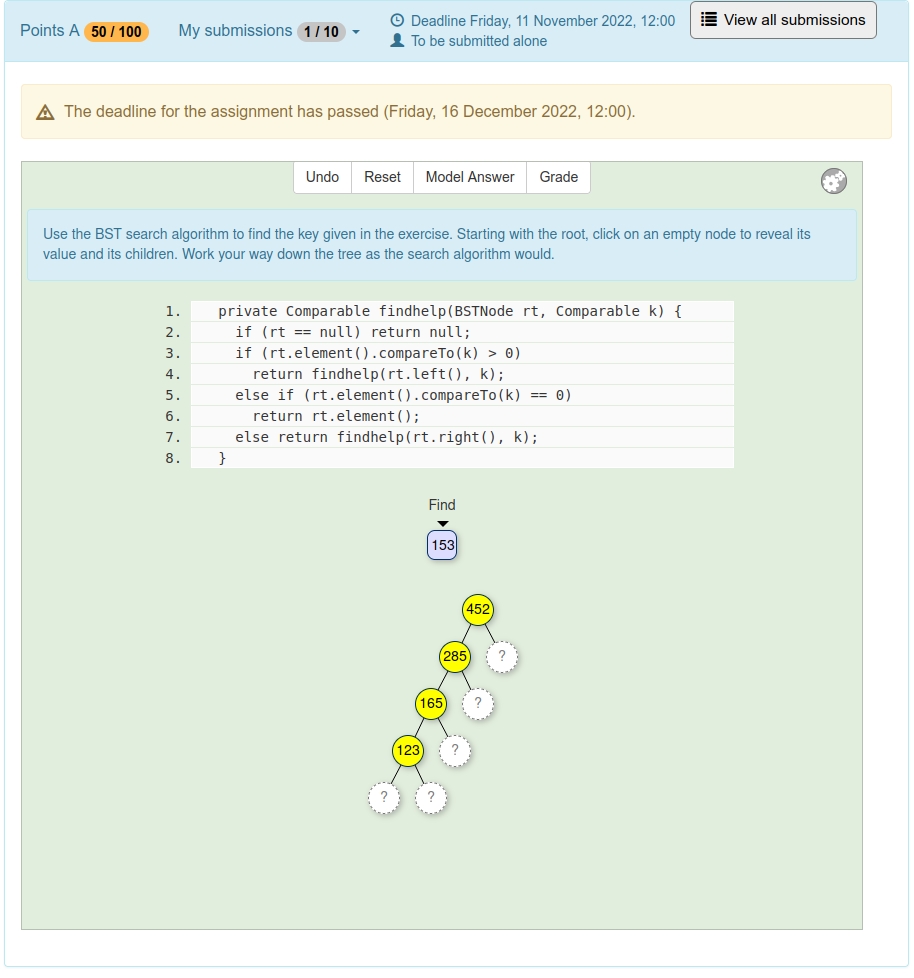 Points A 50 / 100 My submissions 1 / 10 Deadline Friday, 11 November 2022, 12:00 View all submissions
To be submitted alone
The deadline for the assignment has passed (Friday, 16 December 2022, 12:00).
Undo Reset Model Answer Grade
Use the BST search algorithm to find the key given in the exercise. Starting with the root, click on an empty node to reveal its
value and its children. Work your way down the tree as the search algorithm would.
1. private Comparable findhelp(BSTNode rt, Comparable k) {
2. if (rt == null) return null;
3. if (rt.element().compareTo(k) > 0)
4. return findhelp(rt.left(), k);
5. else if (rt.element().compareTo(k) == 0)
6. return rt.element();
7. else return findhelp(rt.right(), k);
8. }
Find
153
452
285 ?
165 ?
123 ?
? ?